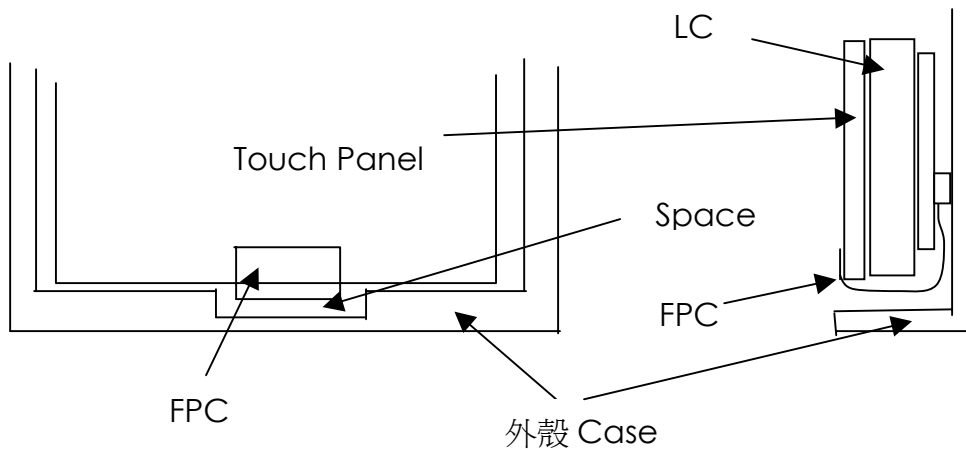 LC
Touch Panel
Space
FPC
FPC
外殼 Case